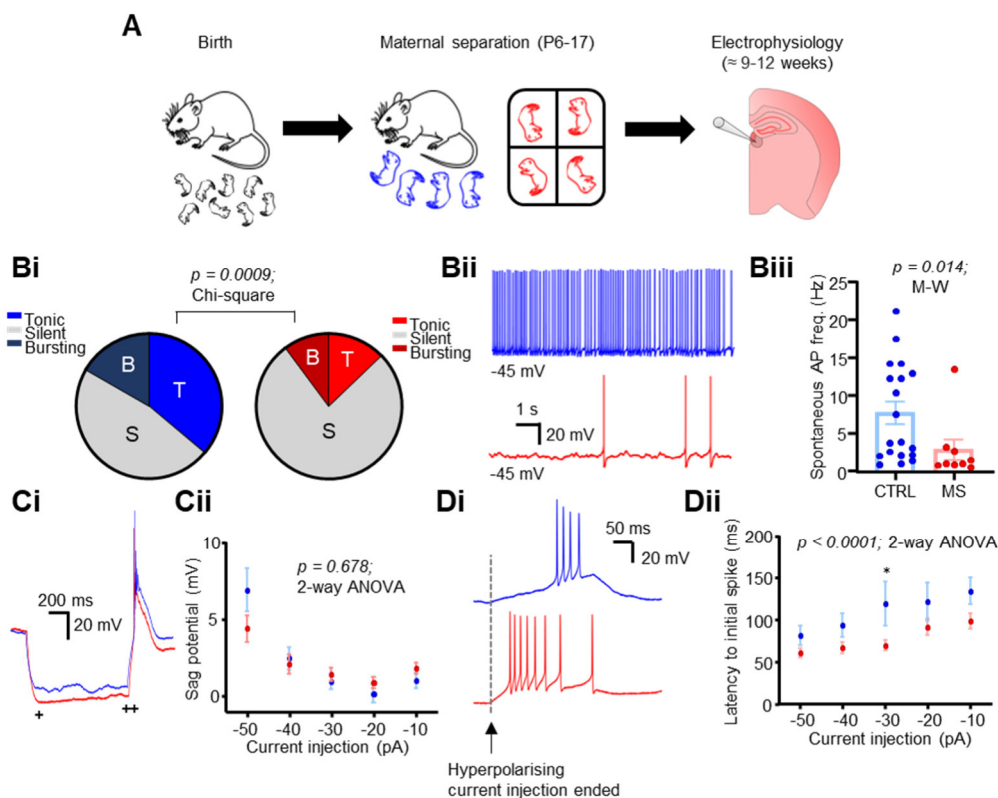 A
Birth
Maternal separation (P6-17)
Electrophysiology
(≈ 9-12 weeks)
Bi
p = 0.0009;
Chi-square
Tonic
Silent
Bursting
B
T
S
Tonic
Silent
Bursting
B
T
S
Bii
-45 mV
1 s
20 mV
-45 mV
Biii
p = 0.014;
M-W
Spontaneous AP freq. (Hz)
25
20
15
10
5
0
CTRL
MS
Ci
200 ms
20 mV
+
++
Cii
p = 0.678;
2-way ANOVA
Sag potential (mV)
10
5
0
-50
-40
-30
-20
-10
Current injection (pA)
Di
50 ms
20 mV
Hyperpolarising
current injection ended
Dii
p < 0.0001; 2-way ANOVA
*
Latency to initial spike (ms)
200
150
100
50
0
-50
-40
-30
-20
-10
Current injection (pA)